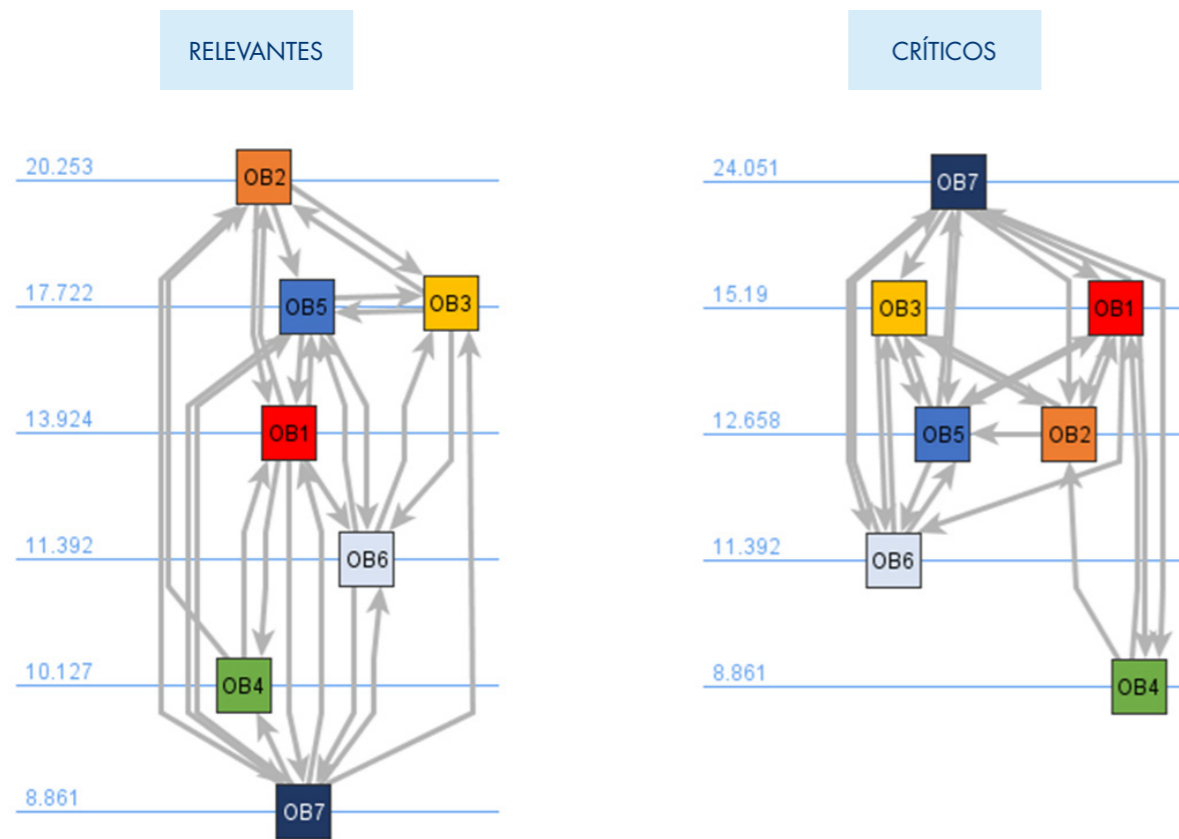 RELEVANTES
20.253
OB2
17.722
OB5
OB3
13.924
OB1
11.392
OB6
10.127
OB4
8.861
OB7
CRÍTICOS
24.051
OB7
15.19
OB3
OB1
12.658
OB5
OB2
11.392
OB6
8.861
OB4